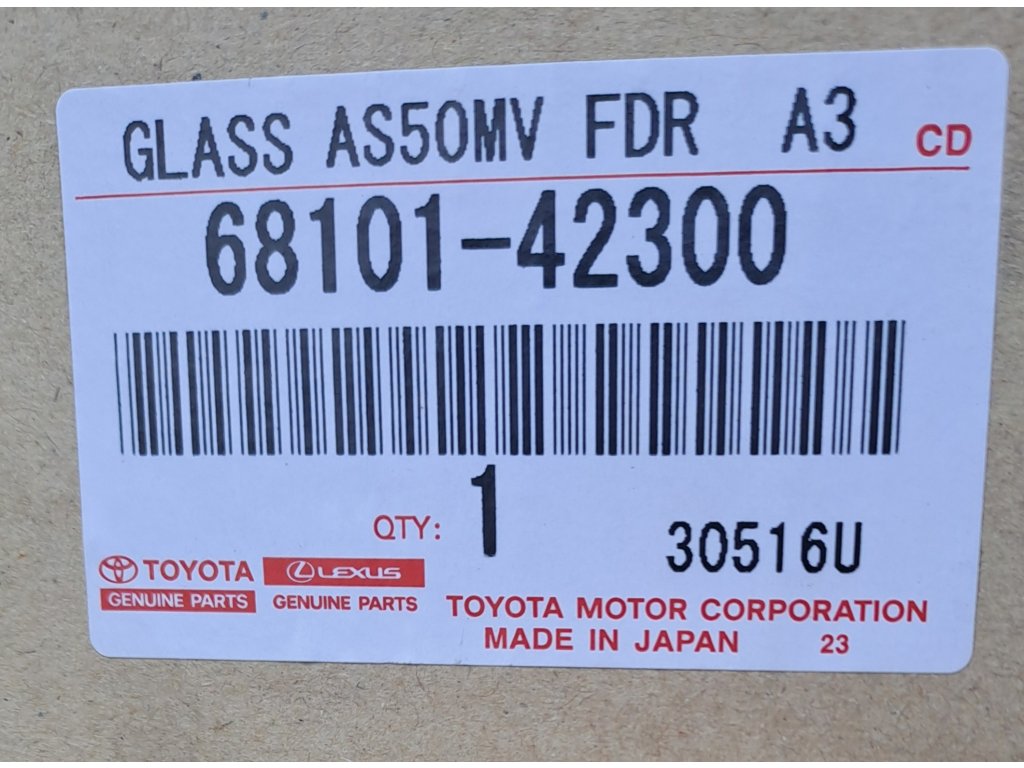 GLASS AS50MV FDR A3 CD
68101-42300
QTY: 1
30516U
TOYOTA
GENUINE PARTS
LEXUS
GENUINE PARTS
TOYOTA MOTOR CORPORATION
MADE IN JAPAN 23